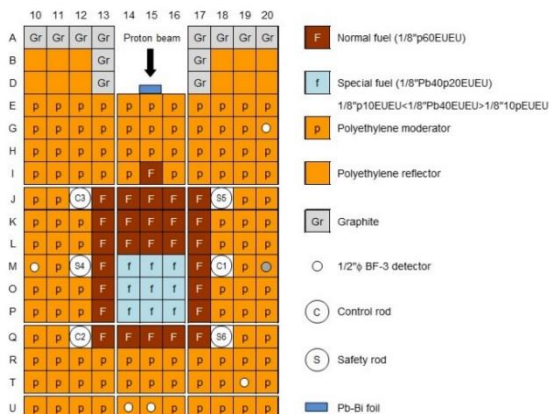 10 11 12 13 14 15 16 17 18 19 20
A Gr Gr Gr Gr Proton beam Gr Gr Gr Gr
B Gr Gr
D Gr Gr
E p p p p p p p p p p p
G p p p p p p p p p p
H p p p p p p p p p p p
I p p p p p F p p p p p
J p p C3 F F F F F S5 p p
K p p p F F F F F p p p
L p p p F F F F F p p p
M p S4 F f f f F C1 p
O p p p F f f f F p p p
P p p p F f f f F p p p
Q p p C2 F F F F F S6 p p
R p p p p p p p p p p p
T p p p p p p p p p p
U p p p p p p p p p
F Normal fuel (1/8"p60EUEU)
f Special fuel (1/8"Pb40p20EUEU)
1/8"p10EUEU<1/8"Pb40EUEU>1/8"10pEUEU
p Polyethylene moderator
Polyethylene reflector
Gr Graphite
1/2"φ BF-3 detector
C Control rod
S Safety rod
Pb-Bi foil